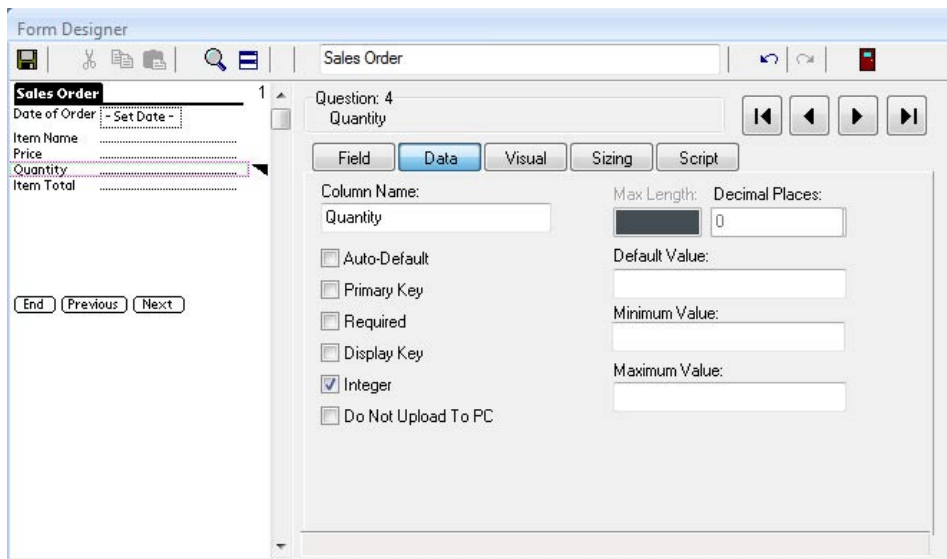 Form Designer
Sales Order
Sales Order 1
Date of Order - Set Date -
Item Name
Price
Quantity
Item Total
End Previous Next
Question: 4
Quantity
Field Data Visual Sizing Script
Column Name:
Quantity
Auto-Default
Primary Key
Required
Display Key
Integer
Do Not Upload To PC
Max Length: Decimal Places:
0
Default Value:
Minimum Value:
Maximum Value: